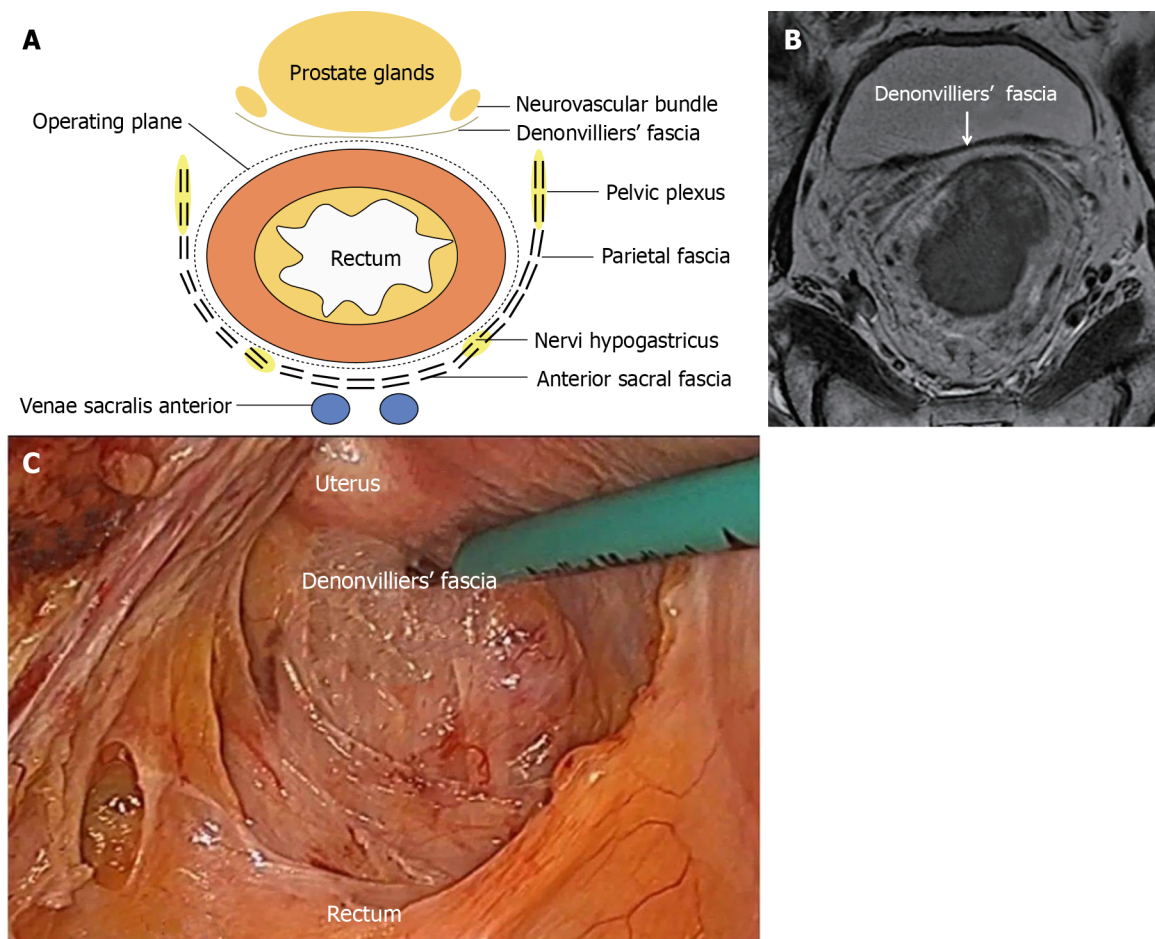 A
Prostate glands
Neurovascular bundle
Operating plane
Denonvilliers’ fascia
Pelvic plexus
Rectum
Parietal fascia
Nervi hypogastricus
Anterior sacral fascia
Venae sacralis anterior
B
Denonvilliers’ fascia
C
Uterus
Denonvilliers’ fascia
Rectum